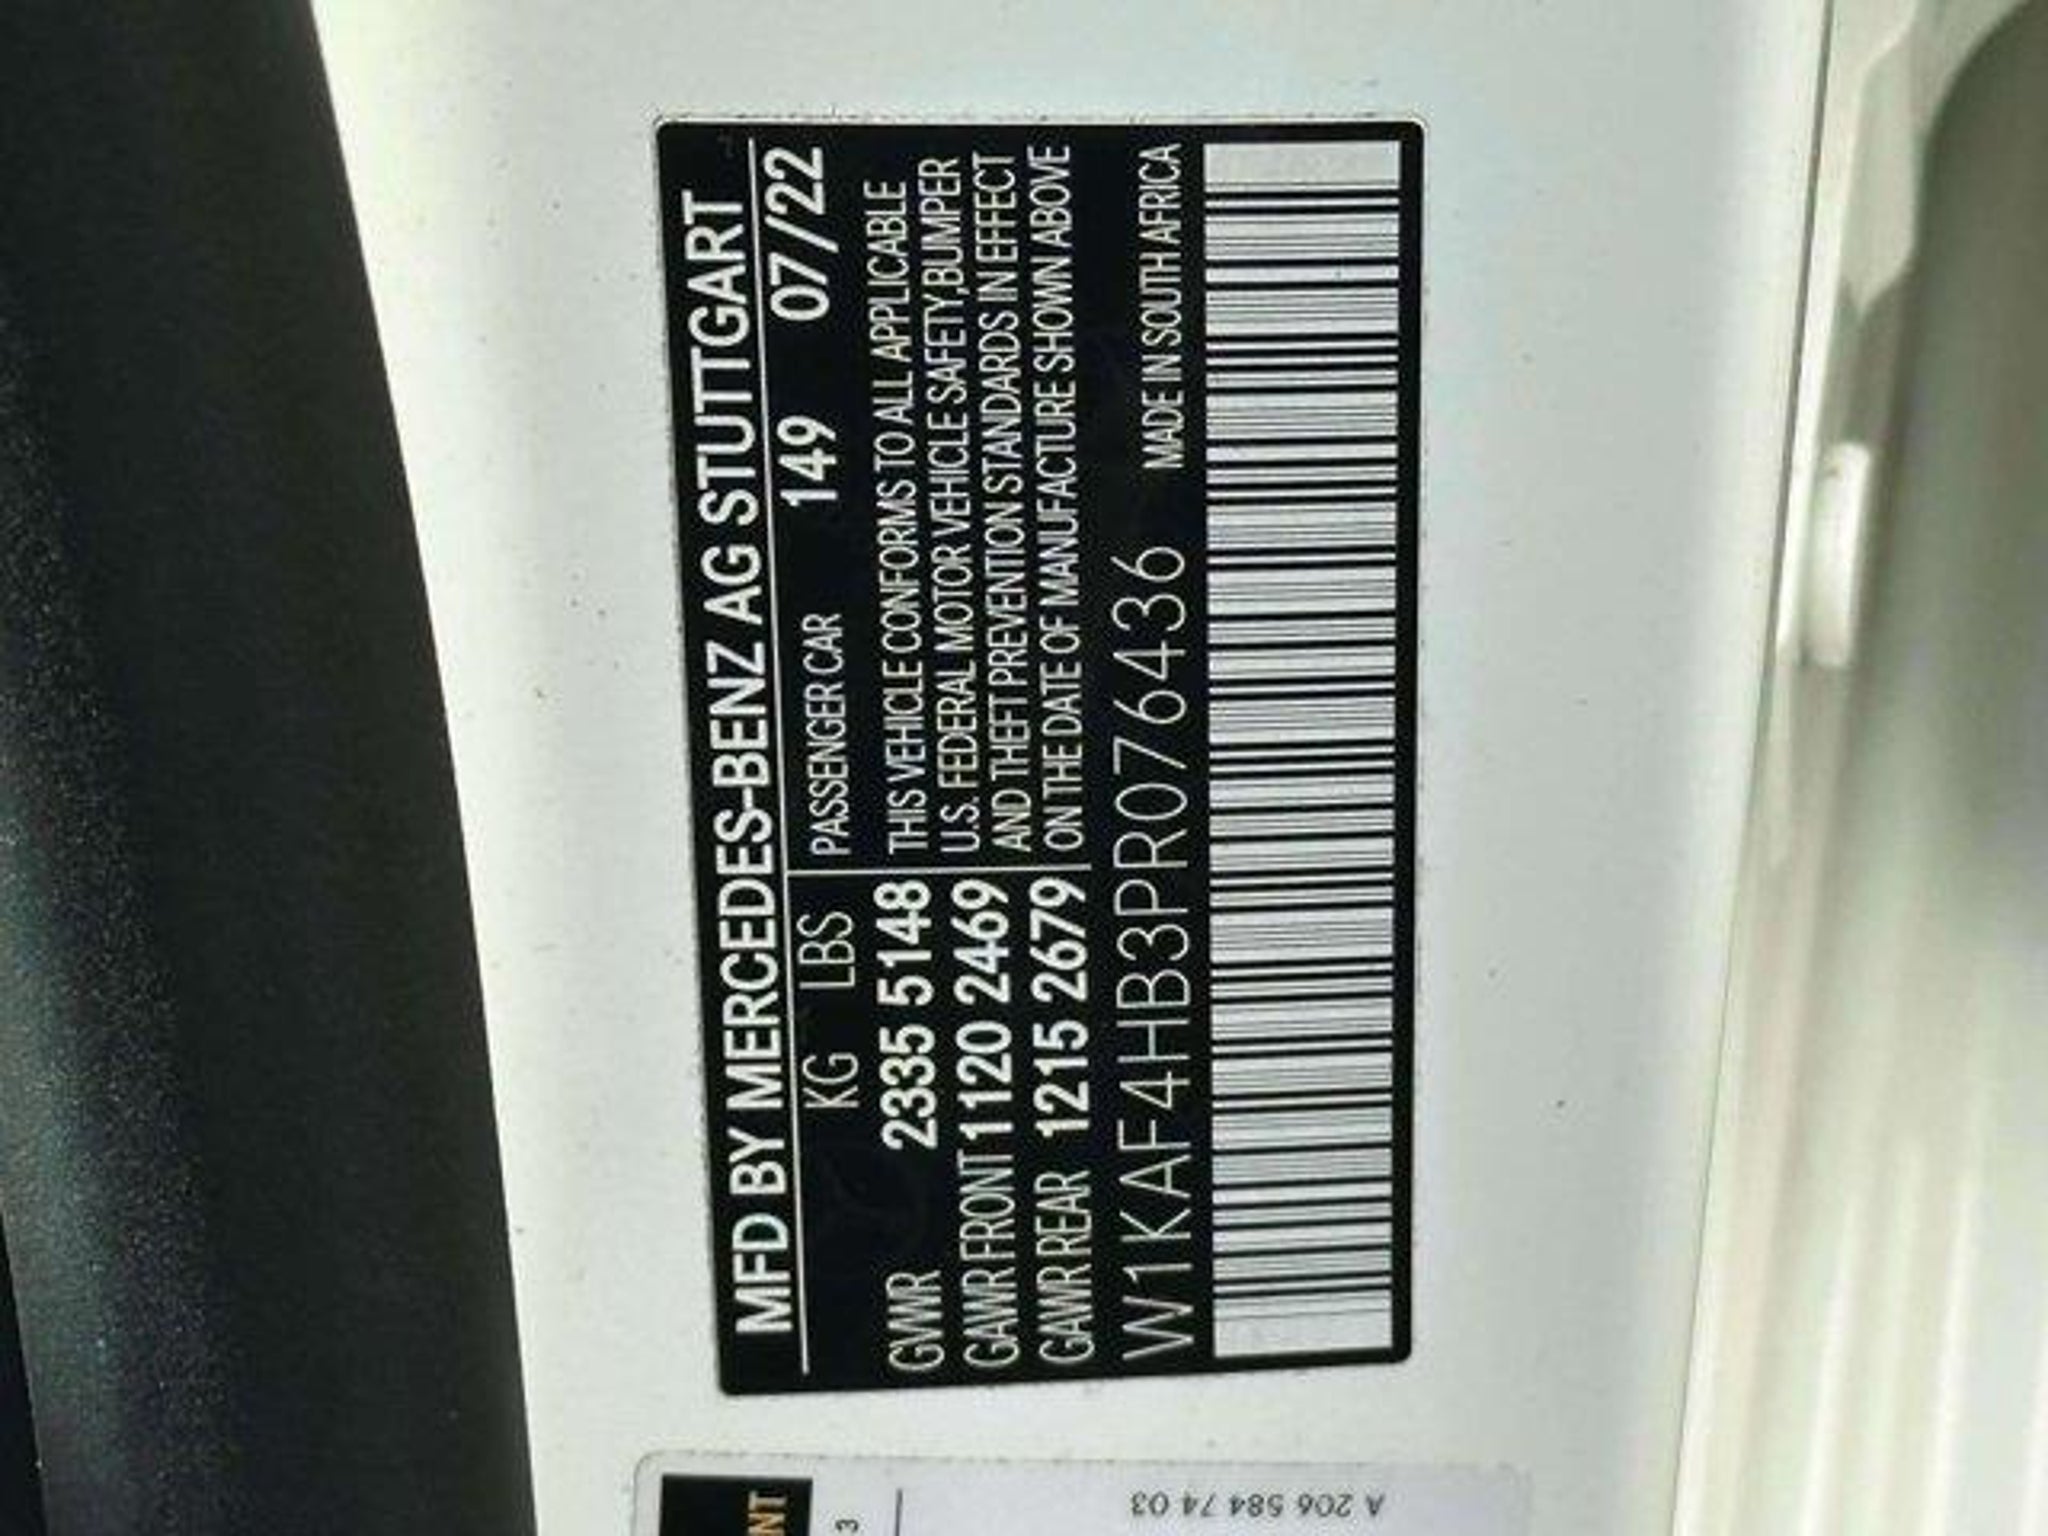 MFD BY MERCEDES-BENZ AG STUTTGART
KG LBS PASSENGER CAR 149 07/22
GVWR 2335 5148 THIS VEHICLE CONFORMS TO ALL APPLICABLE
GAWR FRONT 1120 2469 U.S. FEDERAL MOTOR VEHICLE SAFETY,BUMPER
AND THEFT PREVENTION STANDARDS IN EFFECT
GAWR REAR 1215 2679 ON THE DATE OF MANUFACTURE SHOWN ABOVE
W1KAF4HB3PR076436 MADE IN SOUTH AFRICA
NT
3
A 206 584 74 03